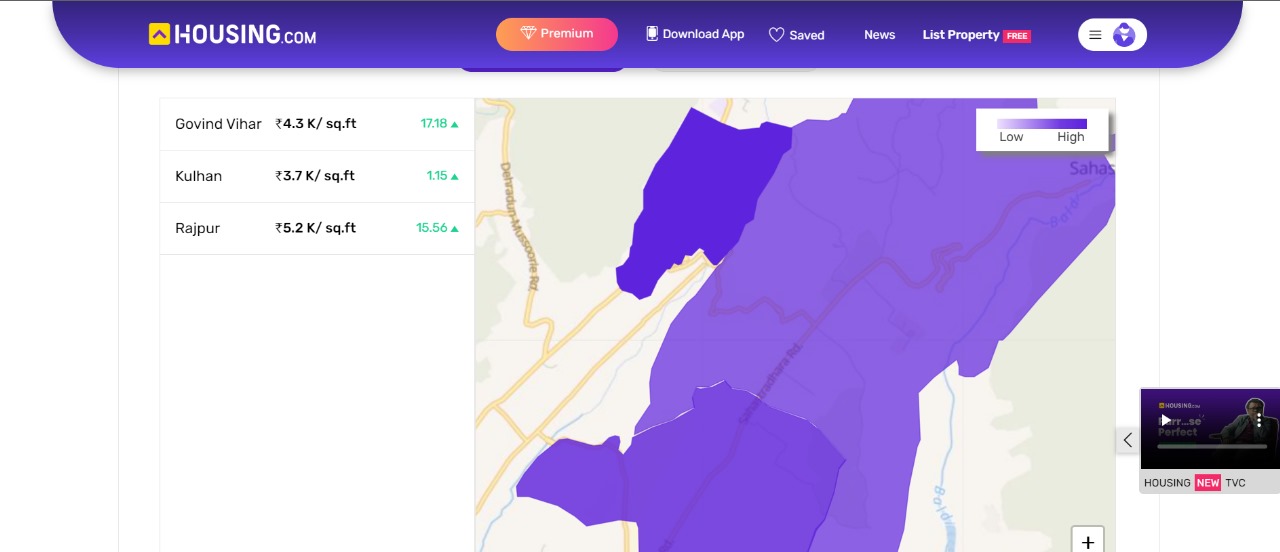 HOUSING.COM
Premium
Download App
Saved
News
List Property FREE
Govind Vihar ₹4.3 K/ sq.ft 17.18
Kulhan ₹3.7 K/ sq.ft 1.15
Rajpur ₹5.2 K/ sq.ft 15.56
Low High
Sahas
Dehradun-Mussoorie Rd.
Sahastradhara Rd.
Rd.
+
HOUSING.COM
Parr...se
Perfect
HOUSING NEW TVC